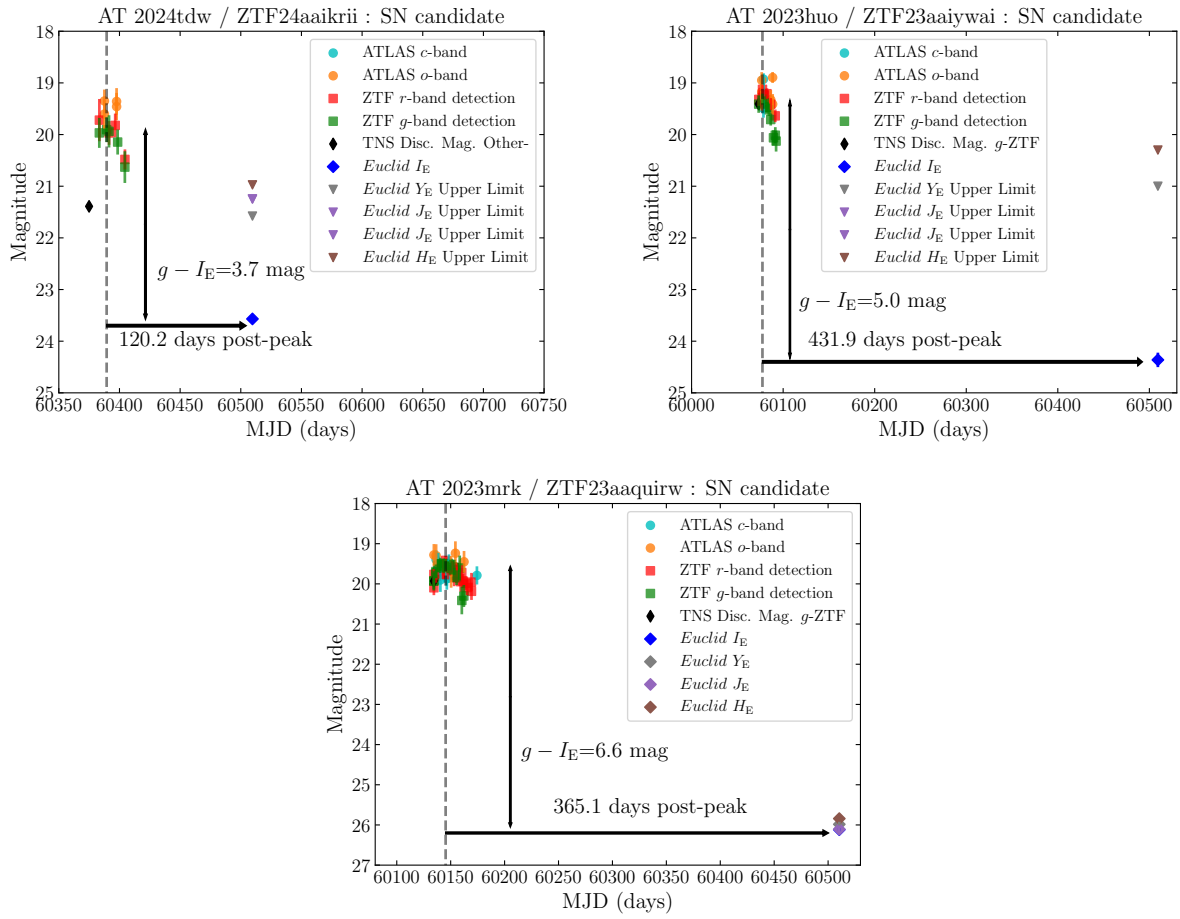 AT 2024tdw / ZTF24aaikrii : SN candidate
18
19
20
21
22
23
24
25
Magnitude
ATLAS c-band
ATLAS o-band
ZTF r-band detection
ZTF g-band detection
TNS Disc. Mag. Other-
Euclid I_E
Euclid Y_E Upper Limit
Euclid J_E Upper Limit
Euclid J_E Upper Limit
Euclid H_E Upper Limit
g − I_E=3.7 mag
120.2 days post-peak
60350 60400 60450 60500 60550 60600 60650 60700 60750
MJD (days)
AT 2023huo / ZTF23aaiywai : SN candidate
18
19
20
21
22
23
24
25
Magnitude
ATLAS c-band
ATLAS o-band
ZTF r-band detection
ZTF g-band detection
TNS Disc. Mag. g-ZTF
Euclid I_E
Euclid Y_E Upper Limit
Euclid J_E Upper Limit
Euclid J_E Upper Limit
Euclid H_E Upper Limit
g − I_E=5.0 mag
431.9 days post-peak
60000 60100 60200 60300 60400 60500
MJD (days)
AT 2023mrk / ZTF23aaquirw : SN candidate
18
19
20
21
22
23
24
25
26
27
Magnitude
ATLAS c-band
ATLAS o-band
ZTF r-band detection
ZTF g-band detection
TNS Disc. Mag. g-ZTF
Euclid I_E
Euclid Y_E
Euclid J_E
Euclid H_E
g − I_E=6.6 mag
365.1 days post-peak
60100 60150 60200 60250 60300 60350 60400 60450 60500
MJD (days)